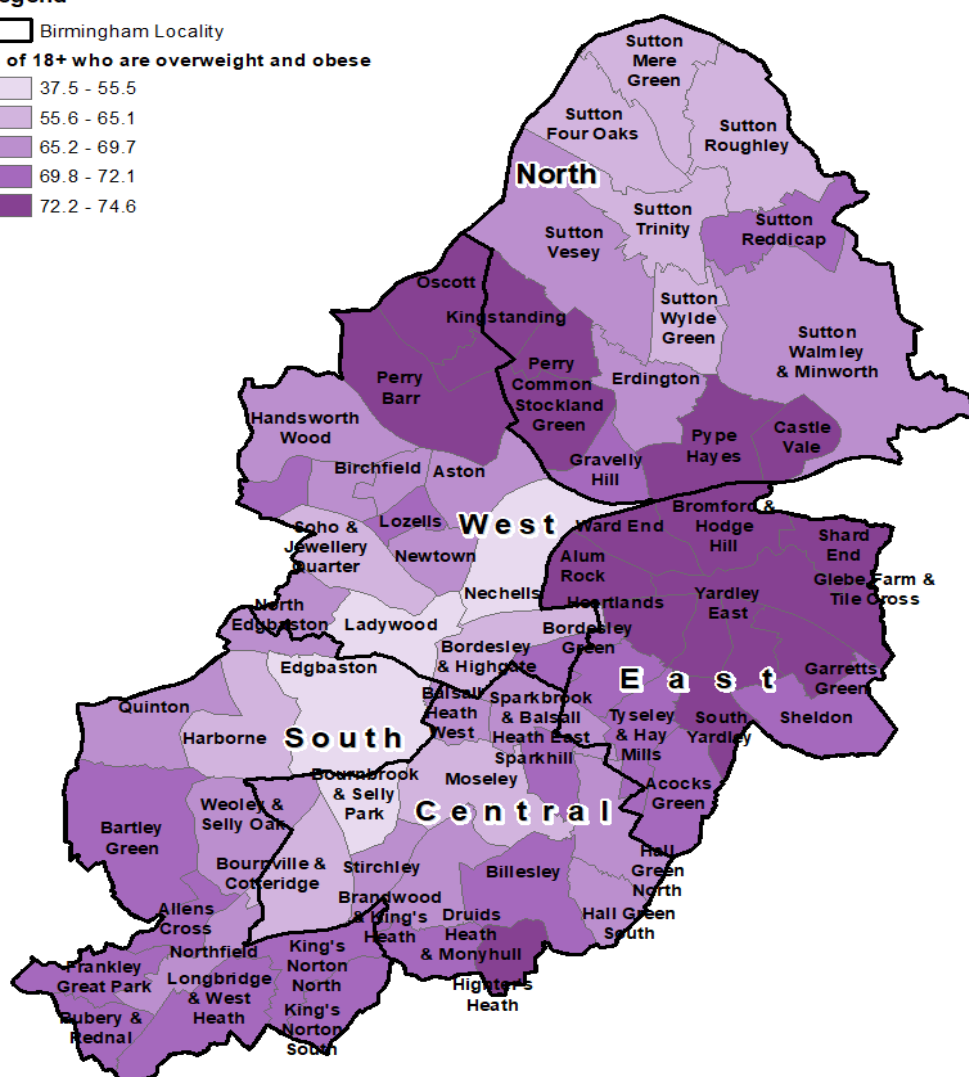 Birmingham Locality
of 18+ who are overweight and obese
37.5 - 55.5
55.6 - 65.1
65.2 - 69.7
69.8 - 72.1
72.2 - 74.6
Sutton
Mere
Green
Sutton
Four Oaks
Sutton
Roughley
North
Sutton
Trinity
Sutton
Reddicap
Sutton
Vesey
Oscott
Kingstanding
Sutton
Wylde
Green
Sutton
Walmley
& Minworth
Perry
Common
Erdington
Perry
Barr
Stockland
Green
Handsworth
Wood
Pype
Hayes
Castle
Vale
Birchfield
Aston
Gravelly
Hill
Lozells
West
Soho &
Jewellery
Quarter
Newtown
Nechells
Ward End
Bromford &
Hodge
Hill
Shard
End
Alum
Rock
Glebe Farm &
Tile Cross
Heartlands
Yardley
East
North
Edgbaston
Ladywood
Bordesley
& Highgate
Bordesley
Green
Edgbaston
East
Garretts
Green
Quinton
Harborne
South
Balsall
Heath
West
Sparkbrook
& Balsall
Heath East
Tyseley
& Hay
Mills
South
Yardley
Sheldon
Sparkhill
Bournbrook
& Selly
Park
Moseley
Acocks
Green
Weoley &
Selly Oak
Central
Bartley
Green
Bournville &
Cotteridge
Stirchley
Billesley
Hall
Green
North
Brandwood
& King's
Heath
Allens
Cross
Druids
Heath
& Monyhull
Hall Green
South
Northfield
King's
Norton
North
Frankley
Great Park
Longbridge
& West
Heath
Highter's
Heath
Rubery &
Rednal
King's
Norton
South